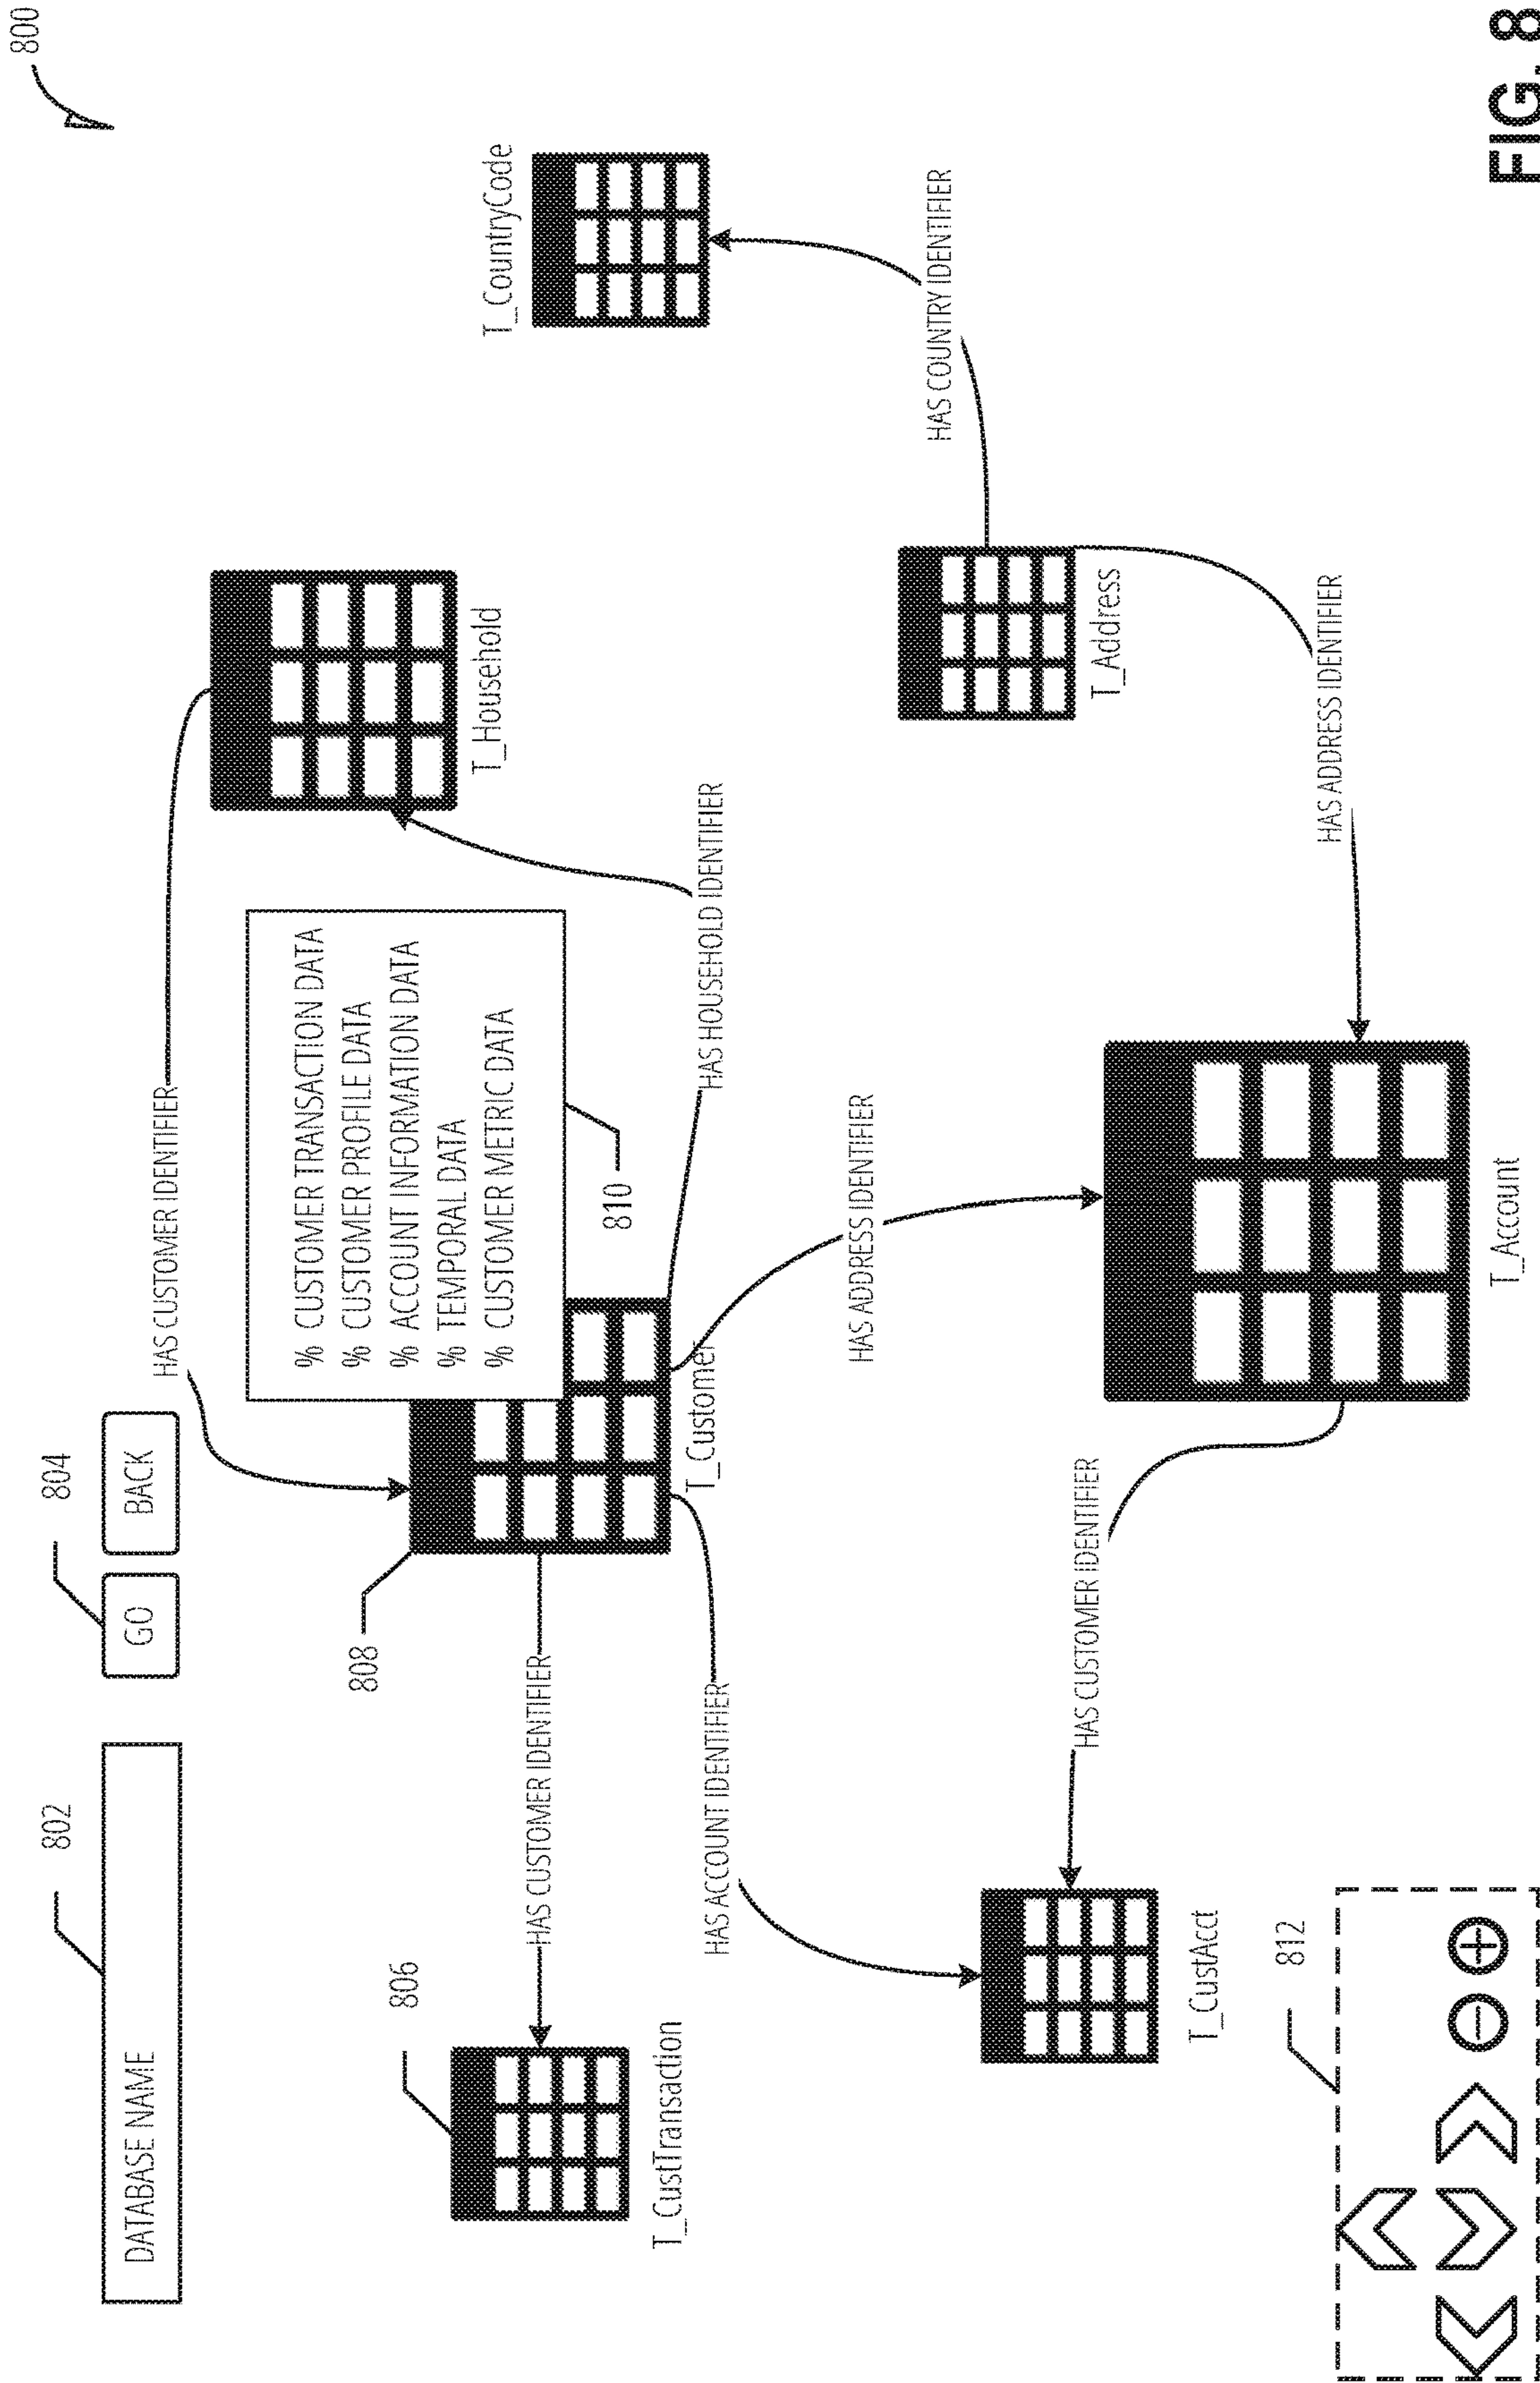 800
802
804
DATABASE NAME
GO
BACK
HAS CUSTOMER IDENTIFIER
808
% CUSTOMER TRANSACTION DATA
% CUSTOMER PROFILE DATA
% ACCOUNT INFORMATION DATA
% TEMPORAL DATA
% CUSTOMER METRIC DATA
810
T_Household
T_CountryCode
806
HAS CUSTOMER IDENTIFIER
T_CustTransaction
T_Customer
HAS HOUSEHOLD IDENTIFIER
HAS ACCOUNT IDENTIFIER
HAS ADDRESS IDENTIFIER
HAS COUNTRY IDENTIFIER
T_Address
HAS CUSTOMER IDENTIFIER
T_CustAcct
HAS ADDRESS IDENTIFIER
812
T_Account
FIG. 8